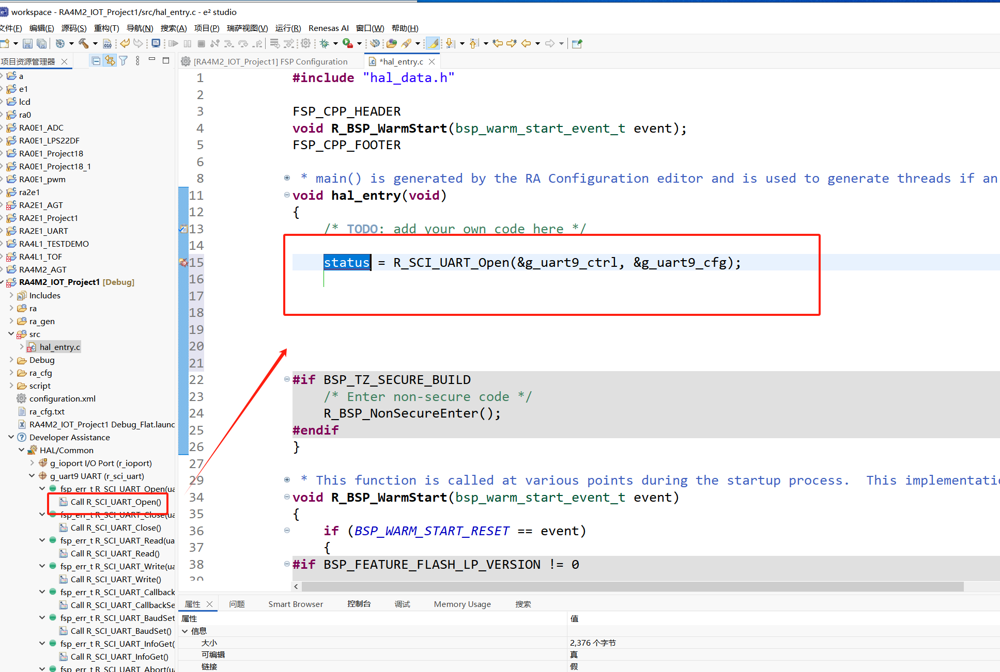 workspace - RA4M2_IOT_Project1/src/hal_entry.c - e² studio
文件(F) 编辑(E) 源码(S) 重构(T) 导航(N) 搜索(A) 项目(P) 瑞萨视图(V) 运行(R) Renesas AI 窗口(W) 帮助(H)
项目资源管理器
a
e1
lcd
ra0
RA0E1_ADC
RA0E1_LPS22DF
RA0E1_Project18
RA0E1_Project18_1
RA0E1_pwm
ra2e1
RA2E1_AGT
RA2E1_Project1
RA2E1_UART
RA4L1_TESTDEMO
RA4L1_TOF
RA4M2_AGT
RA4M2_IOT_Project1 [Debug]
Includes
ra
ra_gen
src
hal_entry.c
Debug
ra_cfg
script
configuration.xml
ra_cfg.txt
RA4M2_IOT_Project1 Debug_Flat.launc
Developer Assistance
HAL/Common
g_ioport I/O Port (r_ioport)
g_uart9 UART (r_sci_uart)
fsp_err_t R_SCI_UART_Open(ua
Call R_SCI_UART_Open()
fsp_err_t R_SCI_UART_Close(ua
Call R_SCI_UART_Close()
fsp_err_t R_SCI_UART_Read(ua
Call R_SCI_UART_Read()
fsp_err_t R_SCI_UART_Write(ua
Call R_SCI_UART_Write()
fsp_err_t R_SCI_UART_Callback
Call R_SCI_UART_CallbackSe
fsp_err_t R_SCI_UART_BaudSet
Call R_SCI_UART_BaudSet()
fsp_err_t R_SCI_UART_InfoGet(
Call R_SCI_UART_InfoGet()
fsp_err_t R_SCI_UART_Abort(u
[RA4M2_IOT_Project1] FSP Configuration
*hal_entry.c
1 #include "hal_data.h"
2
3 FSP_CPP_HEADER
4 void R_BSP_WarmStart(bsp_warm_start_event_t event);
5 FSP_CPP_FOOTER
6
8 * main() is generated by the RA Configuration editor and is used to generate threads if an
11 void hal_entry(void)
12 {
13 /* TODO: add your own code here */
14
15 status = R_SCI_UART_Open(&g_uart9_ctrl, &g_uart9_cfg);
16
17
18
19
20
21
22 #if BSP_TZ_SECURE_BUILD
23 /* Enter non-secure code */
24 R_BSP_NonSecureEnter();
25 #endif
26 }
27
29 * This function is called at various points during the startup process.  This implementati
34 void R_BSP_WarmStart(bsp_warm_start_event_t event)
35 {
36 if (BSP_WARM_START_RESET == event)
37 {
38 #if BSP_FEATURE_FLASH_LP_VERSION != 0
39
属性 问题 Smart Browser 控制台 调试 Memory Usage 搜索
属性 值
信息
大小 2,376 个字节
可编辑 真
链接 假